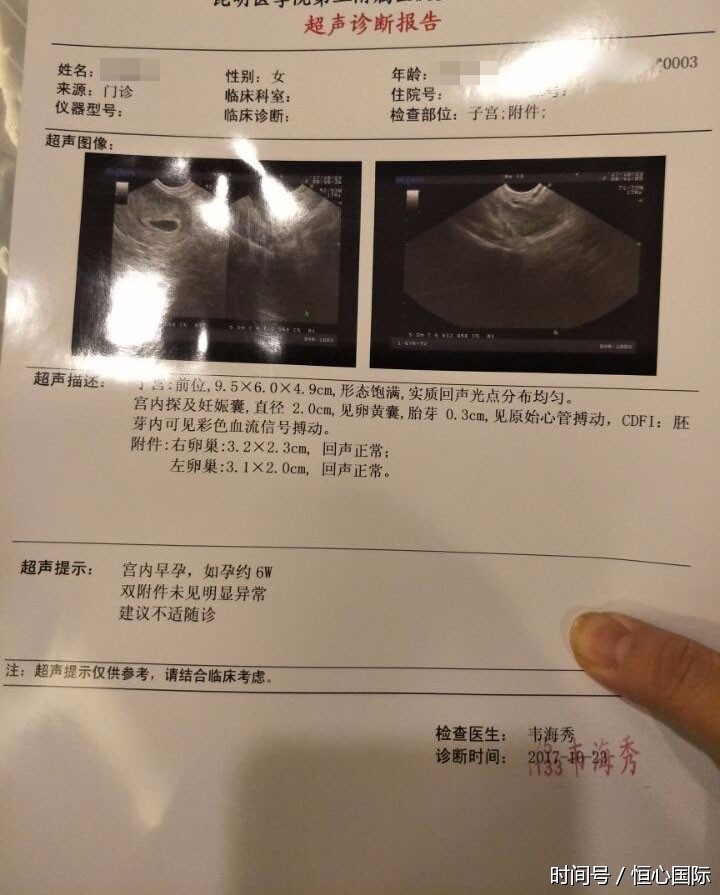 超声诊断报告
姓名: 性别: 女 年龄: 0003
来源: 门诊 临床科室: 住院号:
仪器型号: 临床诊断: 检查部位: 子宫;附件;
超声图像:
超声描述: 子宫:前位,9.5×6.0×4.9cm,形态饱满,实质回声光点分布均匀。
宫内探及妊娠囊,直径 2.0cm,见卵黄囊,胎芽 0.3cm,见原始心管搏动, CDFI: 胚
芽内可见彩色血流信号搏动。
附件:右卵巢:3.2×2.3cm, 回声正常;
左卵巢:3.1×2.0cm, 回声正常。
超声提示: 宫内早孕, 如孕约 6W
双附件未见明显异常
建议不适随诊
注: 超声提示仅供参考, 请结合临床考虑。
检查医生: 韦海秀
诊断时间: 2017-10-23
韦海秀
时间号 / 恒心国际